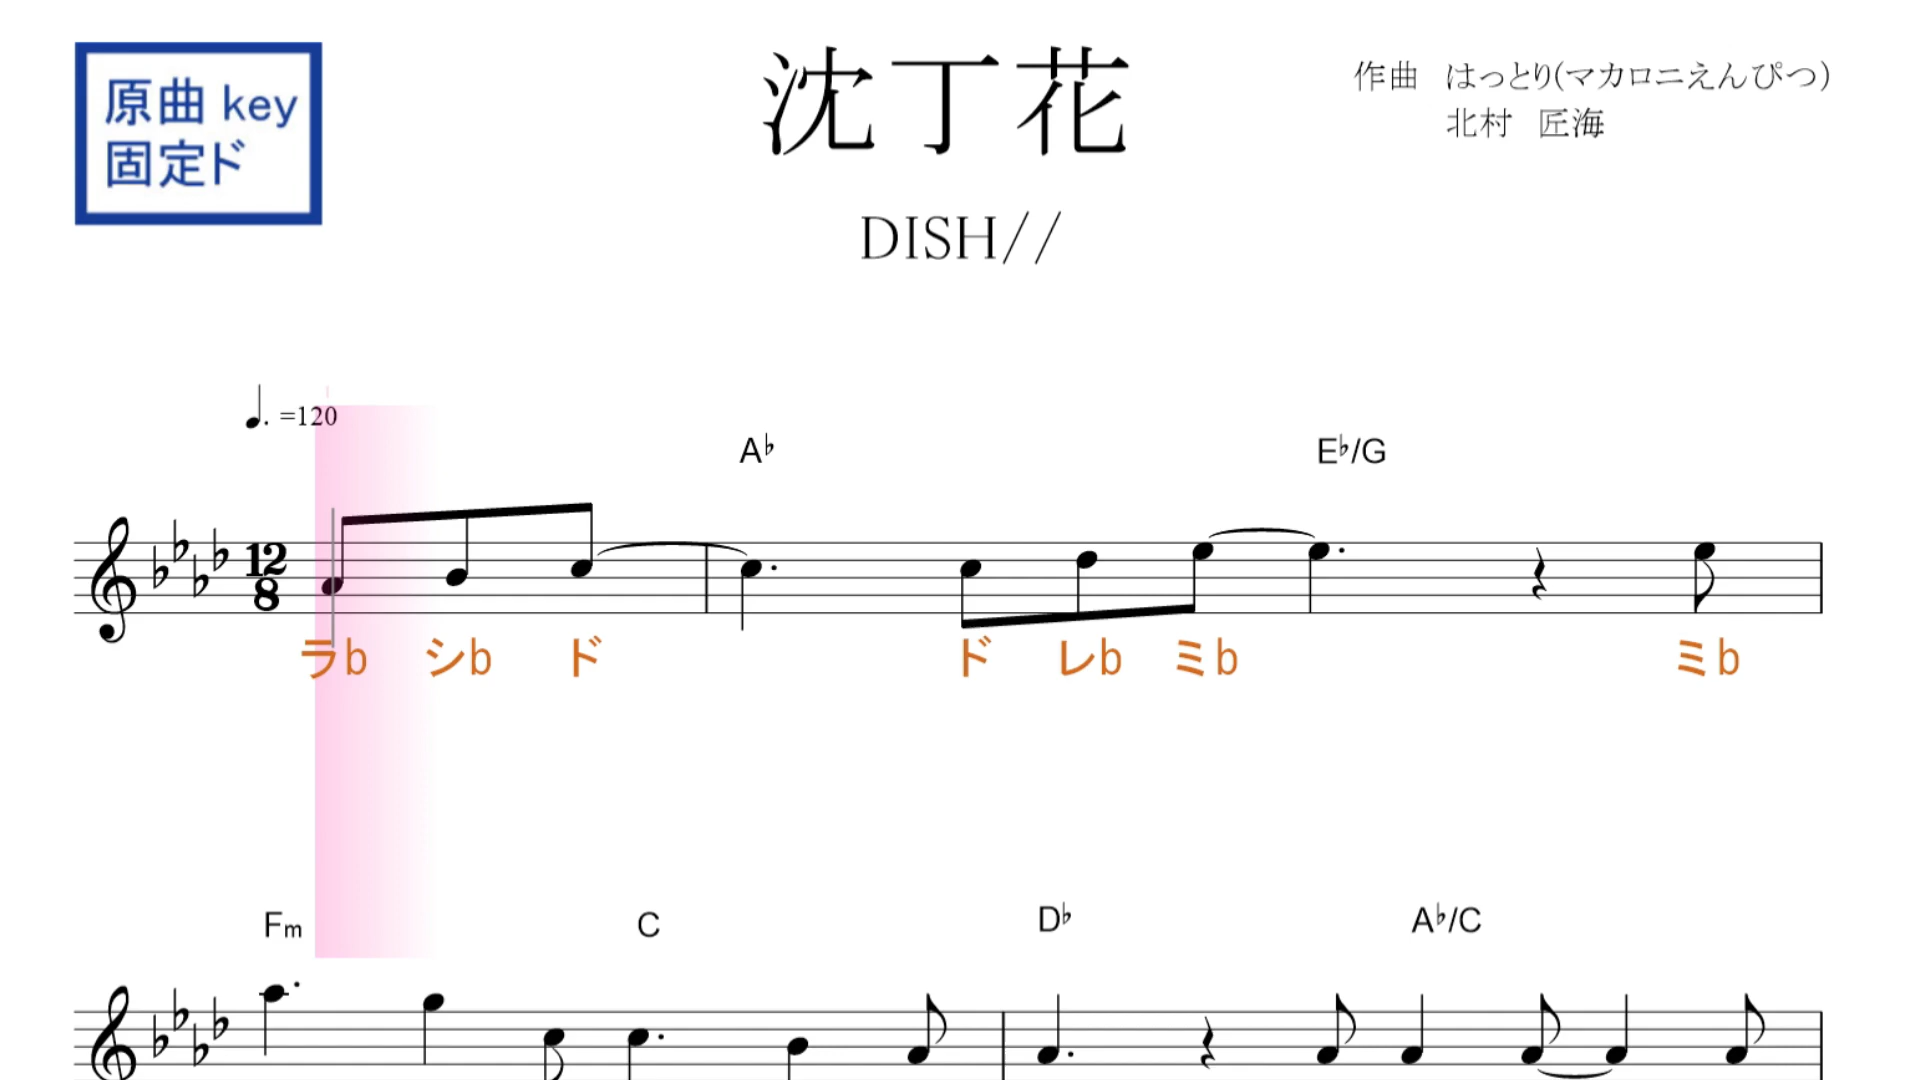 原曲 key
固定ド
沈丁花
作曲 はっとり(マカロニえんぴつ)
北村 匠海
DISH//
♩. =120
A♭ E♭/G
12
8
ラb シb ド ド レb ミb ミb
Fm C D♭ A♭/C